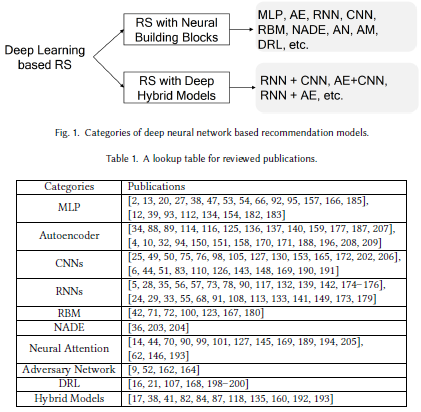 Deep Learning
based RS
RS with Neural
Building Blocks
MLP, AE, RNN, CNN,
RBM, NADE, AN, AM,
DRL, etc.
RS with Deep
Hybrid Models
RNN + CNN, AE+CNN,
RNN + AE, etc.
Fig. 1. Categories of deep neural network based recommendation models.
Table 1. A lookup table for reviewed publications.
Categories Publications
MLP [2, 13, 20, 27, 38, 47, 53, 54, 66, 92, 95, 157, 166, 185],
[12, 39, 93, 112, 134, 154, 182, 183]
Autoencoder [34, 88, 89, 114, 116, 125, 136, 137, 140, 159, 177, 187, 207],
[4, 10, 32, 94, 150, 151, 158, 170, 171, 188, 196, 208, 209]
CNNs [25, 49, 50, 75, 76, 98, 105, 127, 130, 153, 165, 172, 202, 206],
[6, 44, 51, 83, 110, 126, 143, 148, 169, 190, 191]
RNNs [5, 28, 35, 56, 57, 73, 78, 90, 117, 132, 139, 142, 174–176],
[24, 29, 33, 55, 68, 91, 108, 113, 133, 141, 149, 173, 179]
RBM [42, 71, 72, 100, 123, 167, 180]
NADE [36, 203, 204]
Neural Attention [14, 44, 70, 90, 99, 101, 127, 145, 169, 189, 194, 205],
[62, 146, 193]
Adversary Network [9, 52, 162, 164]
DRL [16, 21, 107, 168, 198–200]
Hybrid Models [17, 38, 41, 82, 84, 87, 118, 135, 160, 192, 193]